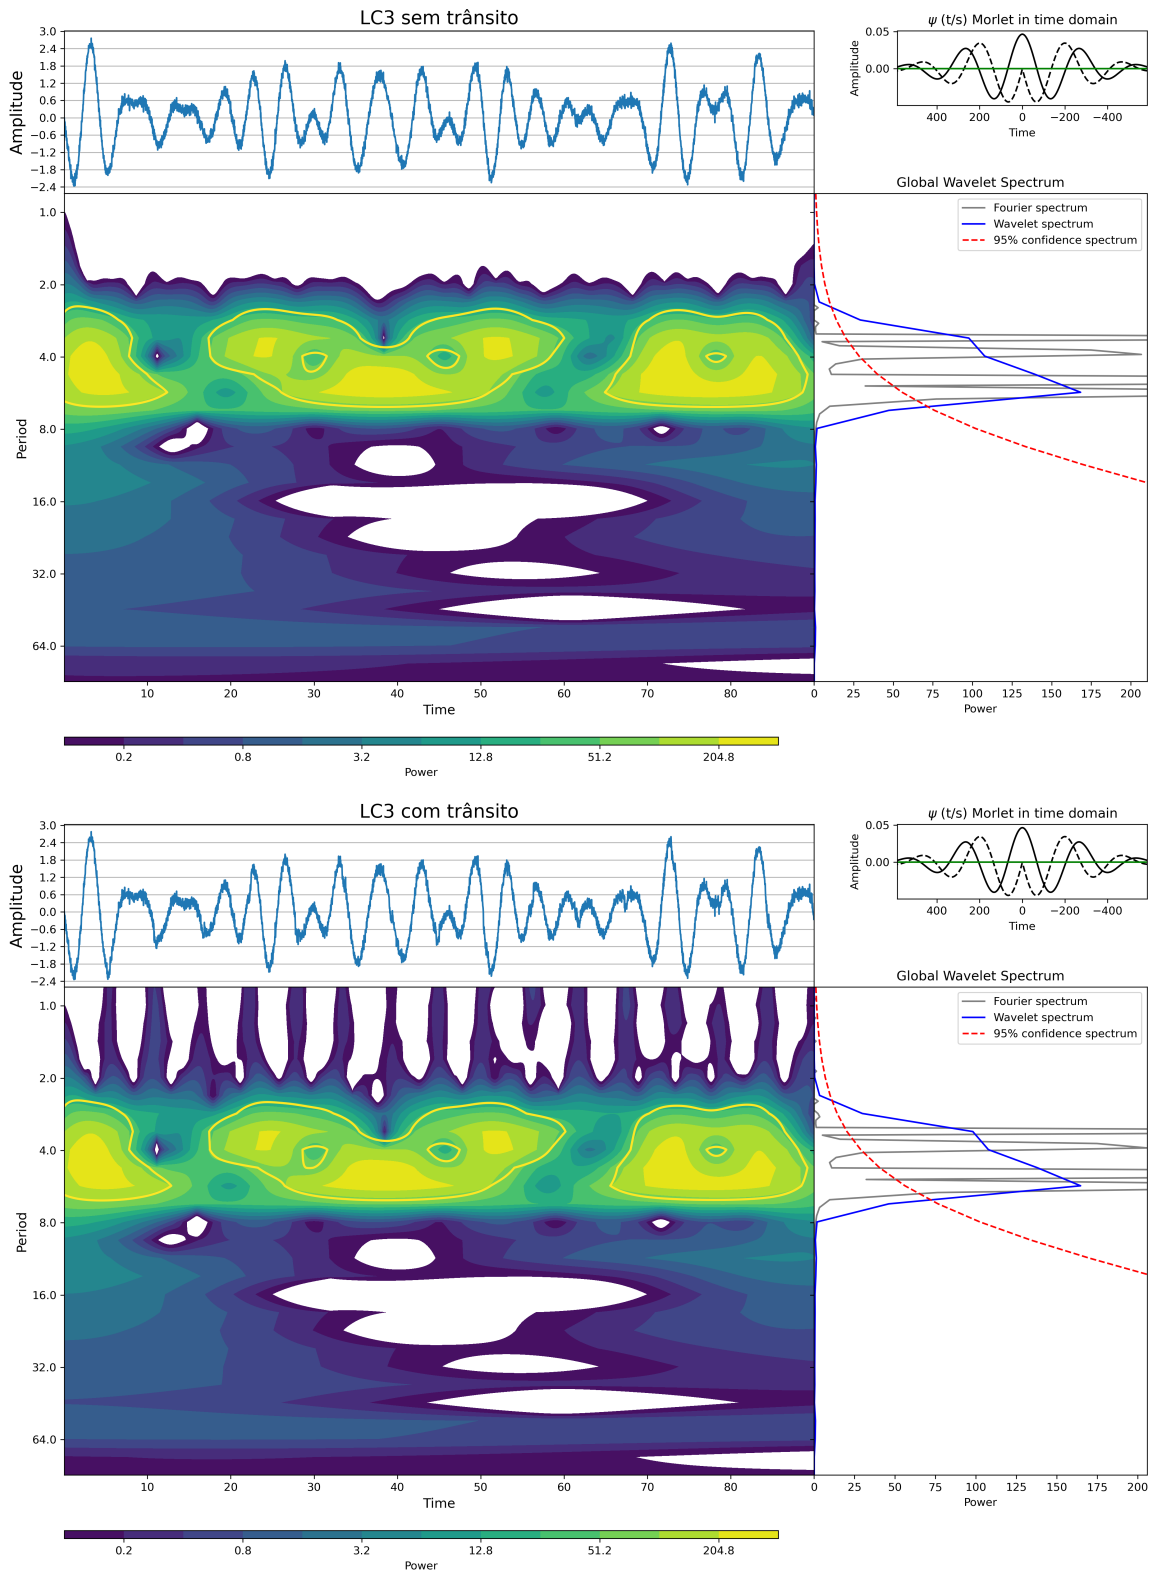 LC3 sem trânsito
Amplitude
3.0
2.4
1.8
1.2
0.6
0.0
−0.6
−1.2
−1.8
−2.4
ψ (t/s) Morlet in time domain
Amplitude
0.05
0.00
400 200 0 −200 −400
Time
Period
1.0
2.0
4.0
8.0
16.0
32.0
64.0
10 20 30 40 50 60 70 80
Time
Global Wavelet Spectrum
Fourier spectrum
Wavelet spectrum
95% confidence spectrum
0 25 50 75 100 125 150 175 200
Power
0.2 0.8 3.2 12.8 51.2 204.8
Power
LC3 com trânsito
Amplitude
3.0
2.4
1.8
1.2
0.6
0.0
−0.6
−1.2
−1.8
−2.4
ψ (t/s) Morlet in time domain
Amplitude
0.05
0.00
400 200 0 −200 −400
Time
Period
1.0
2.0
4.0
8.0
16.0
32.0
64.0
10 20 30 40 50 60 70 80
Time
Global Wavelet Spectrum
Fourier spectrum
Wavelet spectrum
95% confidence spectrum
0 25 50 75 100 125 150 175 200
Power
0.2 0.8 3.2 12.8 51.2 204.8
Power